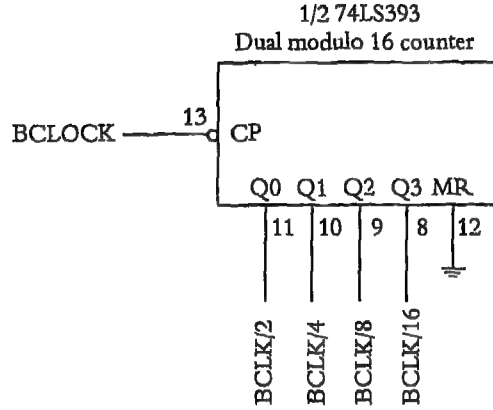 1/2 74LS393
Dual modulo 16 counter
BCLOCK
13
CP
Q0 Q1 Q2 Q3 MR
11 10 9 8 12
BCLK/2
BCLK/4
BCLK/8
BCLK/16